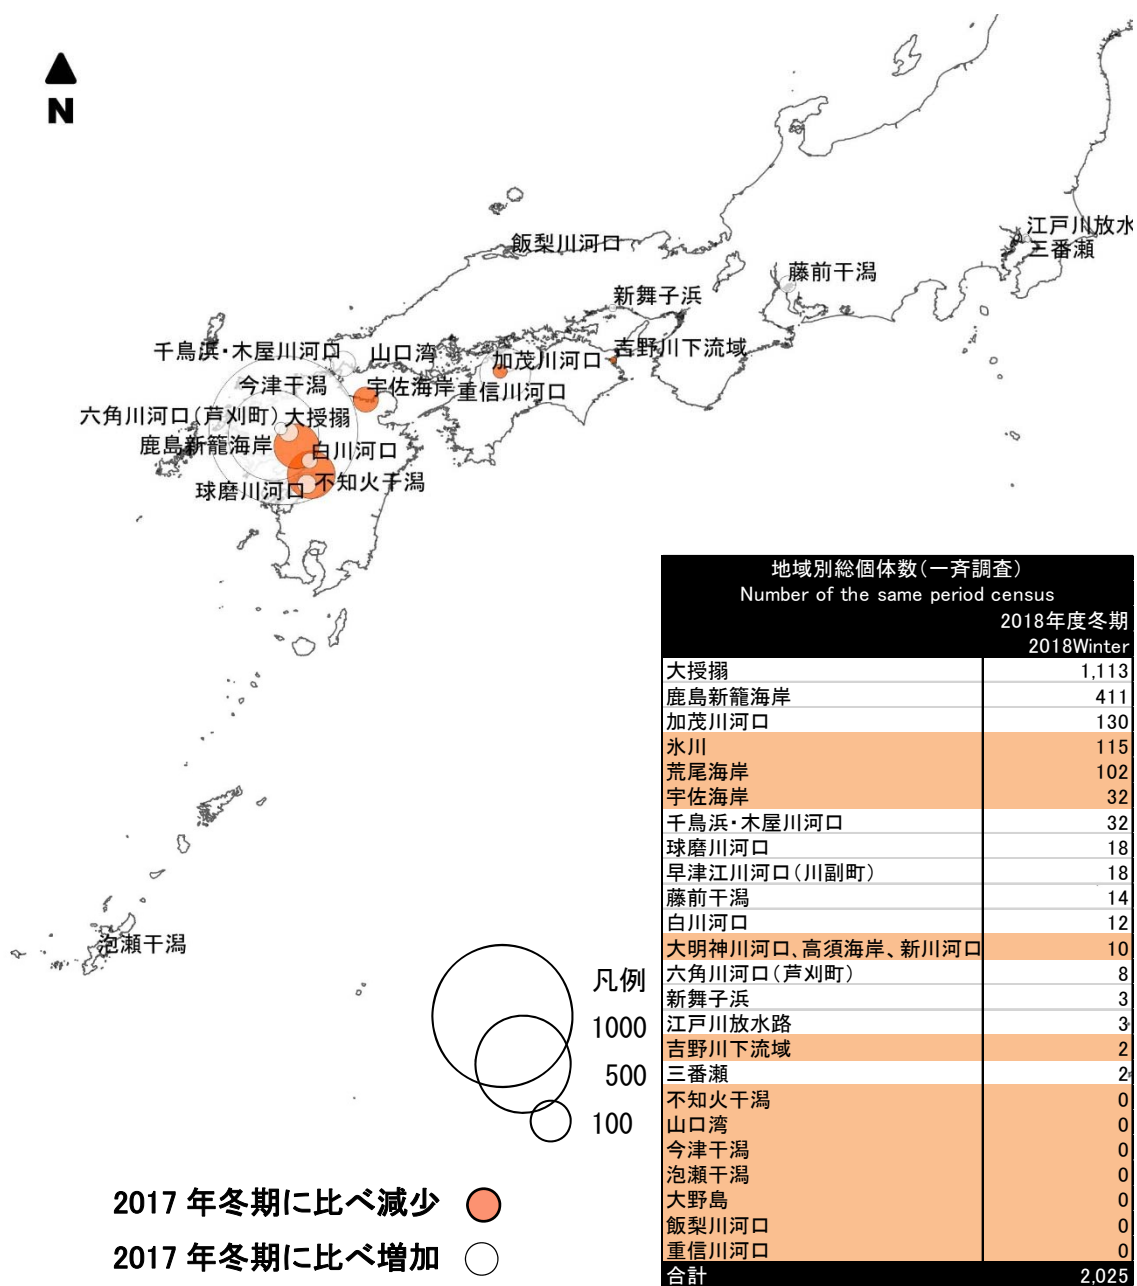 N
飯梨川河口
江戸川放水
三番瀬
藤前干潟
新舞子浜
千鳥浜・木屋川河口
山口湾
加茂川河口
吉野川下流域
今津干潟
宇佐海岸
重信川河口
六角川河口(芦刈町)
大授搦
鹿島新籠海岸
白川河口
球磨川河口
不知火干潟
泡瀬干潟
凡例
1000
500
100
2017 年冬期に比べ減少
2017 年冬期に比べ増加
地域別総個体数(一斉調査)
Number of the same period census
2018年度冬期
2018Winter
大授搦 1,113
鹿島新籠海岸 411
加茂川河口 130
氷川 115
荒尾海岸 102
宇佐海岸 32
千鳥浜・木屋川河口 32
球磨川河口 18
早津江川河口(川副町) 18
藤前干潟 14
白川河口 12
大明神川河口、高須海岸、新川河口 10
六角川河口(芦刈町) 8
新舞子浜 3
江戸川放水路 3
吉野川下流域 2
三番瀬 2
不知火干潟 0
山口湾 0
今津干潟 0
泡瀬干潟 0
大野島 0
飯梨川河口 0
重信川河口 0
合計 2,025